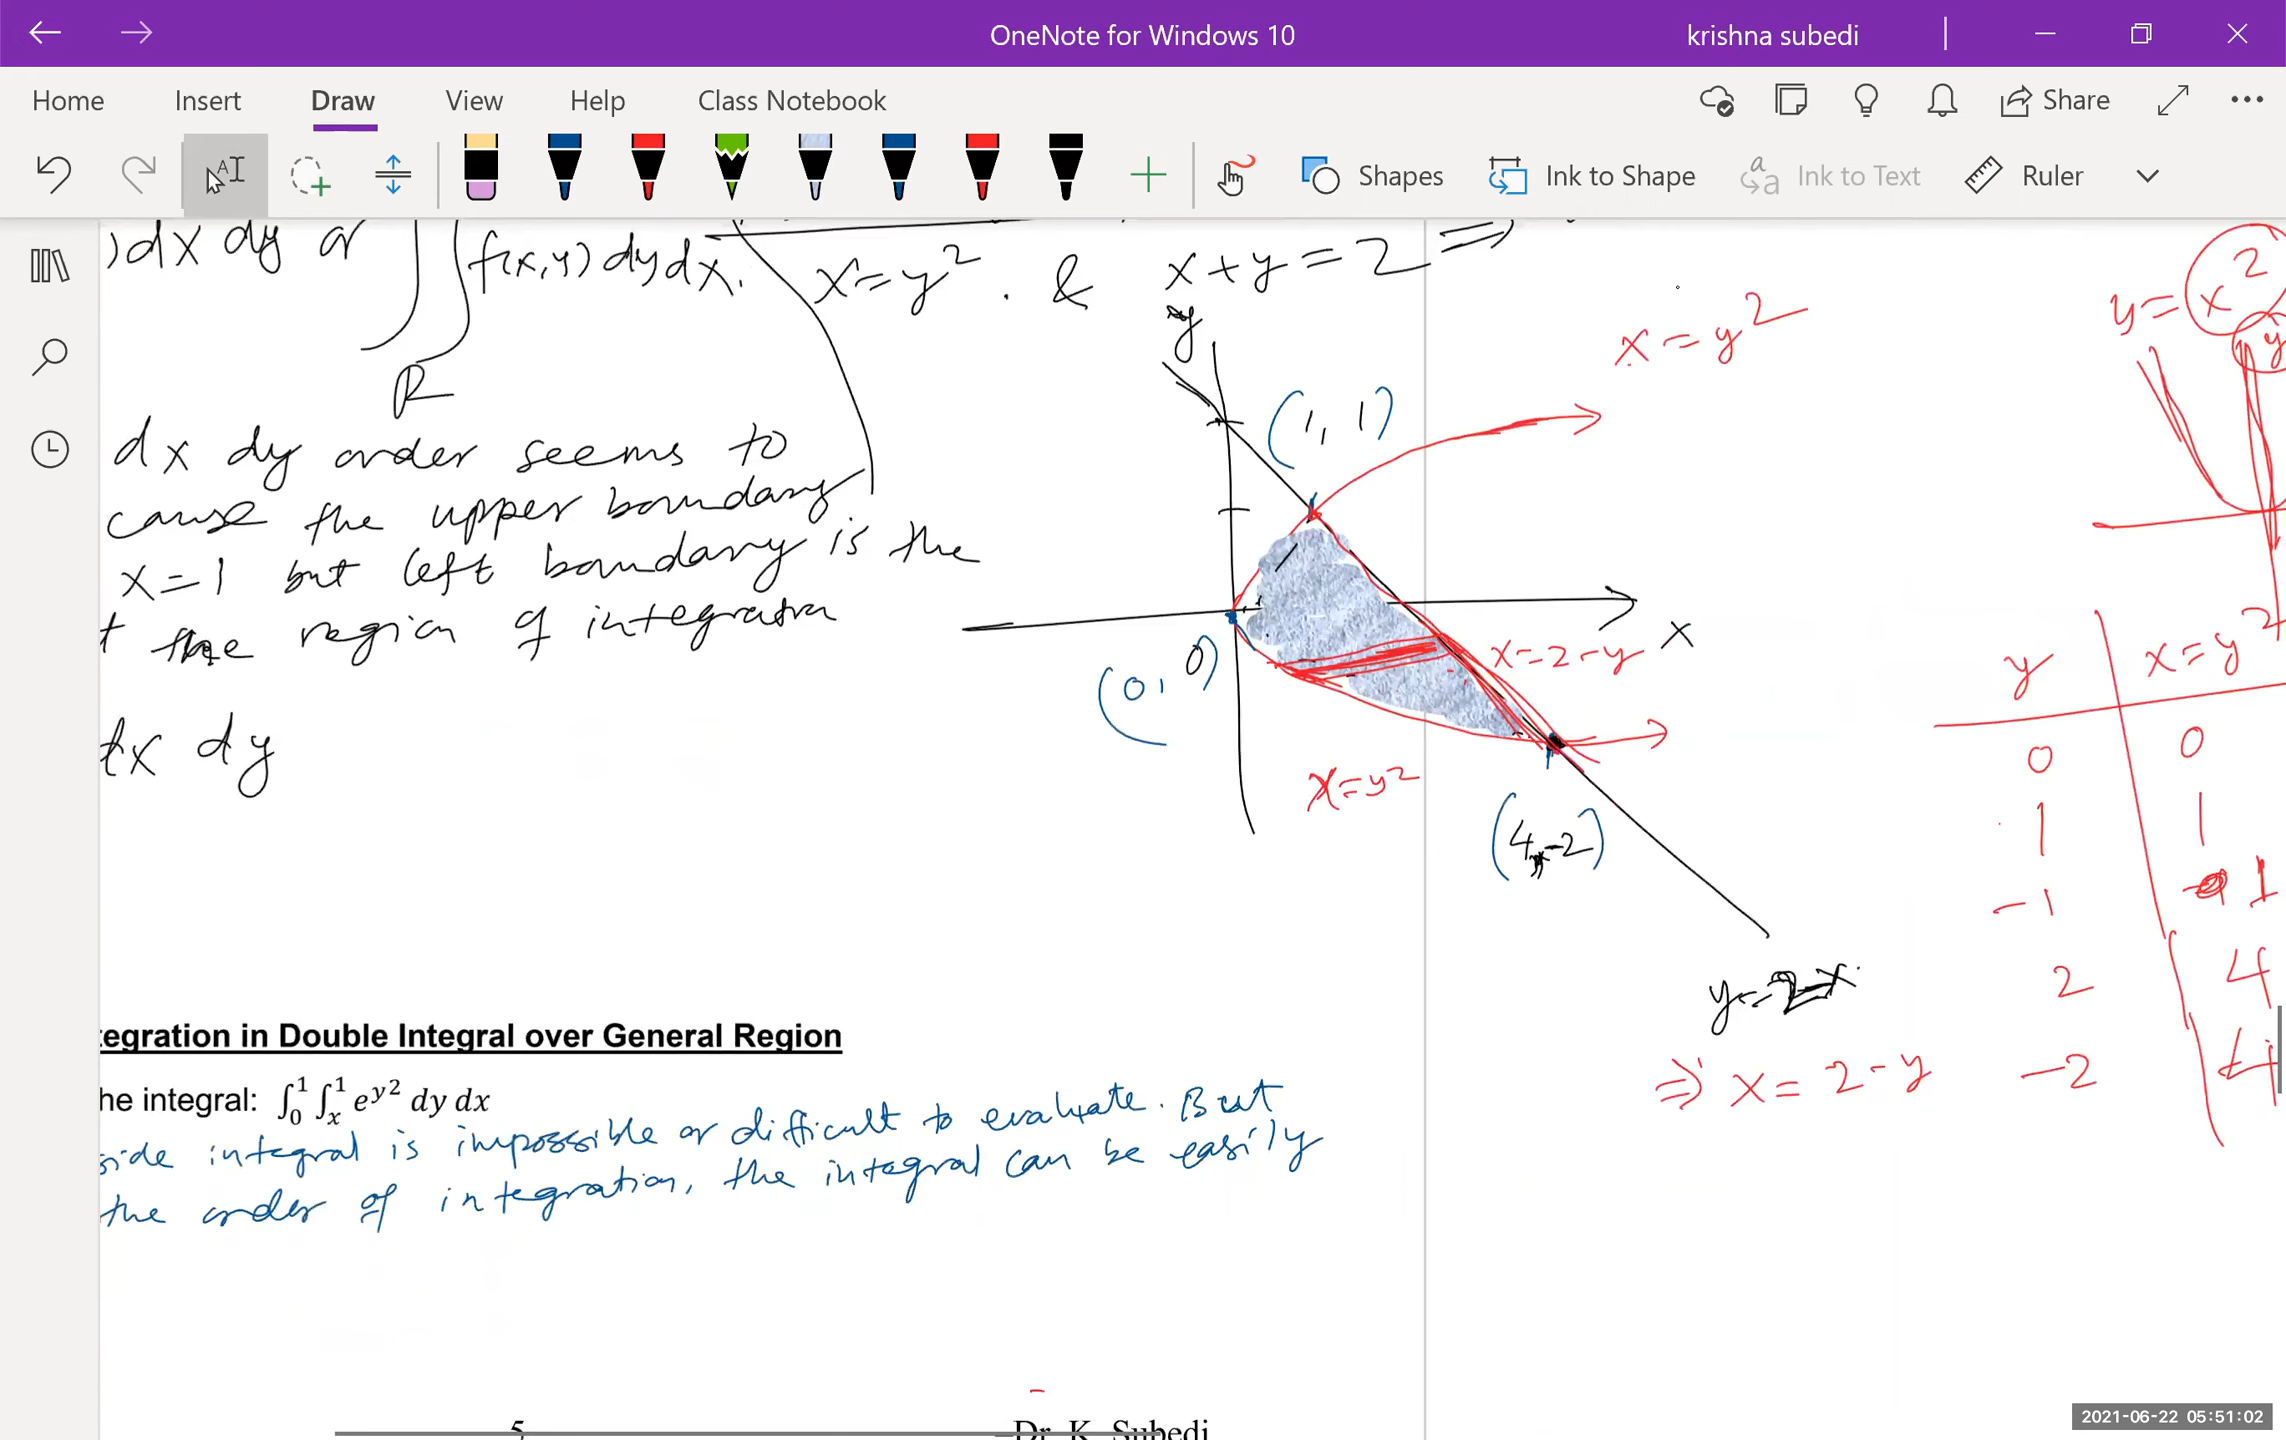 OneNote for Windows 10
krishna subedi
Home Insert Draw View Help Class Notebook
Share
Shapes Ink to Shape Ink to Text Ruler
)dx dy or ∬ f(x,y) dy dx.
R
x=y² . & x+y=2 ⇒
dx dy order seems to
cause the upper boundary
x=1 but left boundary is the
t the region of integration
dx dy
y
(1, 1)
x=y²
x
(0, 0)
x=2-y
x=y²
(4,-2)
y=2-x
⇒ x=2-y
y=x²
y
y x=y²
0 0
1 1
-1 1
2 4
-2 4
tegration in Double Integral over General Region
he integral: ∫₀¹ ∫ₓ¹ e^{y²} dy dx
side integral is impossible or difficult to evaluate. But
the order of integration, the integral can be easily
5 Dr. K. Subedi
2021-06-22 05:51:02